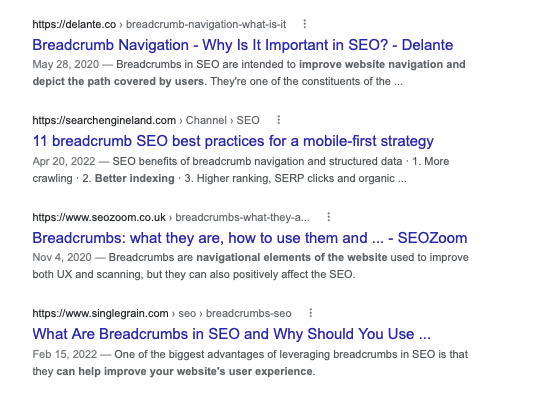 https://delante.co › breadcrumb-navigation-what-is-it
Breadcrumb Navigation - Why Is It Important in SEO? - Delante
May 28, 2020 — Breadcrumbs in SEO are intended to improve website navigation and
depict the path covered by users. They're one of the constituents of the ...
https://searchengineland.com › Channel › SEO
11 breadcrumb SEO best practices for a mobile-first strategy
Apr 20, 2022 — SEO benefits of breadcrumb navigation and structured data · 1. More
crawling · 2. Better indexing · 3. Higher ranking, SERP clicks and organic ...
https://www.seozoom.co.uk › breadcrumbs-what-they-a...
Breadcrumbs: what they are, how to use them and ... - SEOZoom
Nov 4, 2020 — Breadcrumbs are navigational elements of the website used to improve
both UX and scanning, but they can also positively affect the SEO.
https://www.singlegrain.com › seo › breadcrumbs-seo
What Are Breadcrumbs in SEO and Why Should You Use ...
Feb 15, 2022 — One of the biggest advantages of leveraging breadcrumbs in SEO is that
they can help improve your website's user experience.